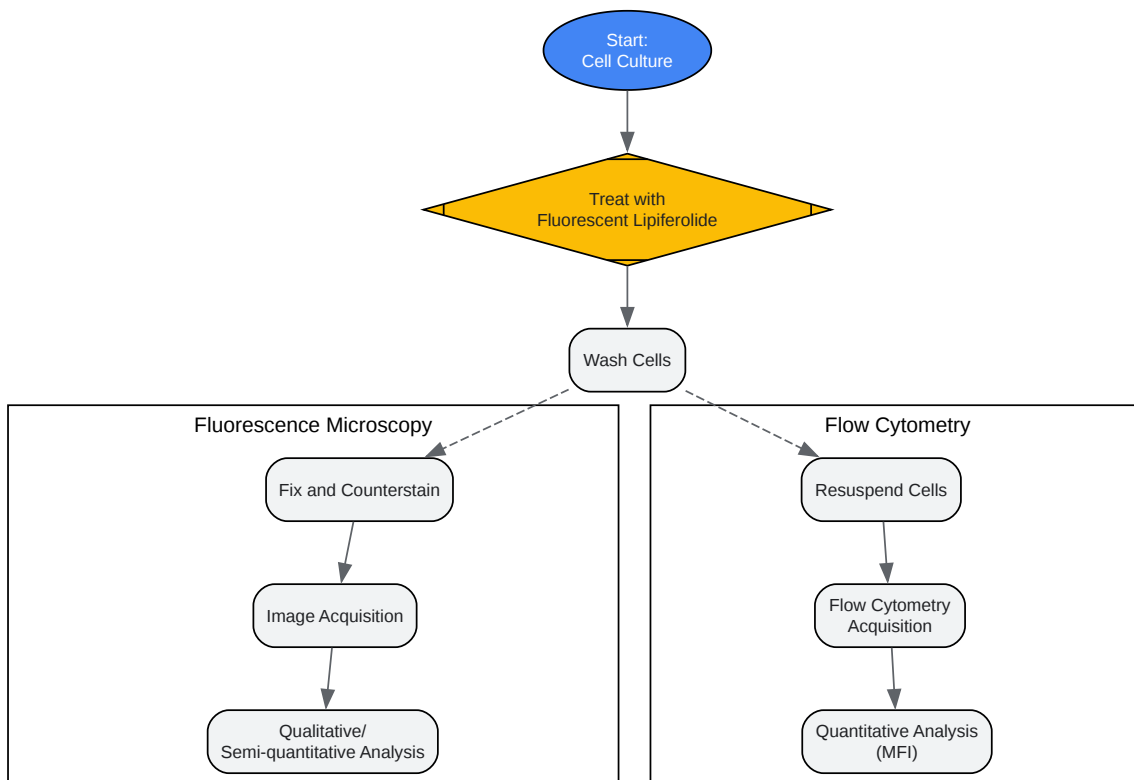 Start:
Cell Culture
Treat with
Fluorescent Lipiferolide
Wash Cells
Fluorescence Microscopy
Fix and Counterstain
Image Acquisition
Qualitative/
Semi-quantitative Analysis
Flow Cytometry
Resuspend Cells
Flow Cytometry
Acquisition
Quantitative Analysis
(MFI)